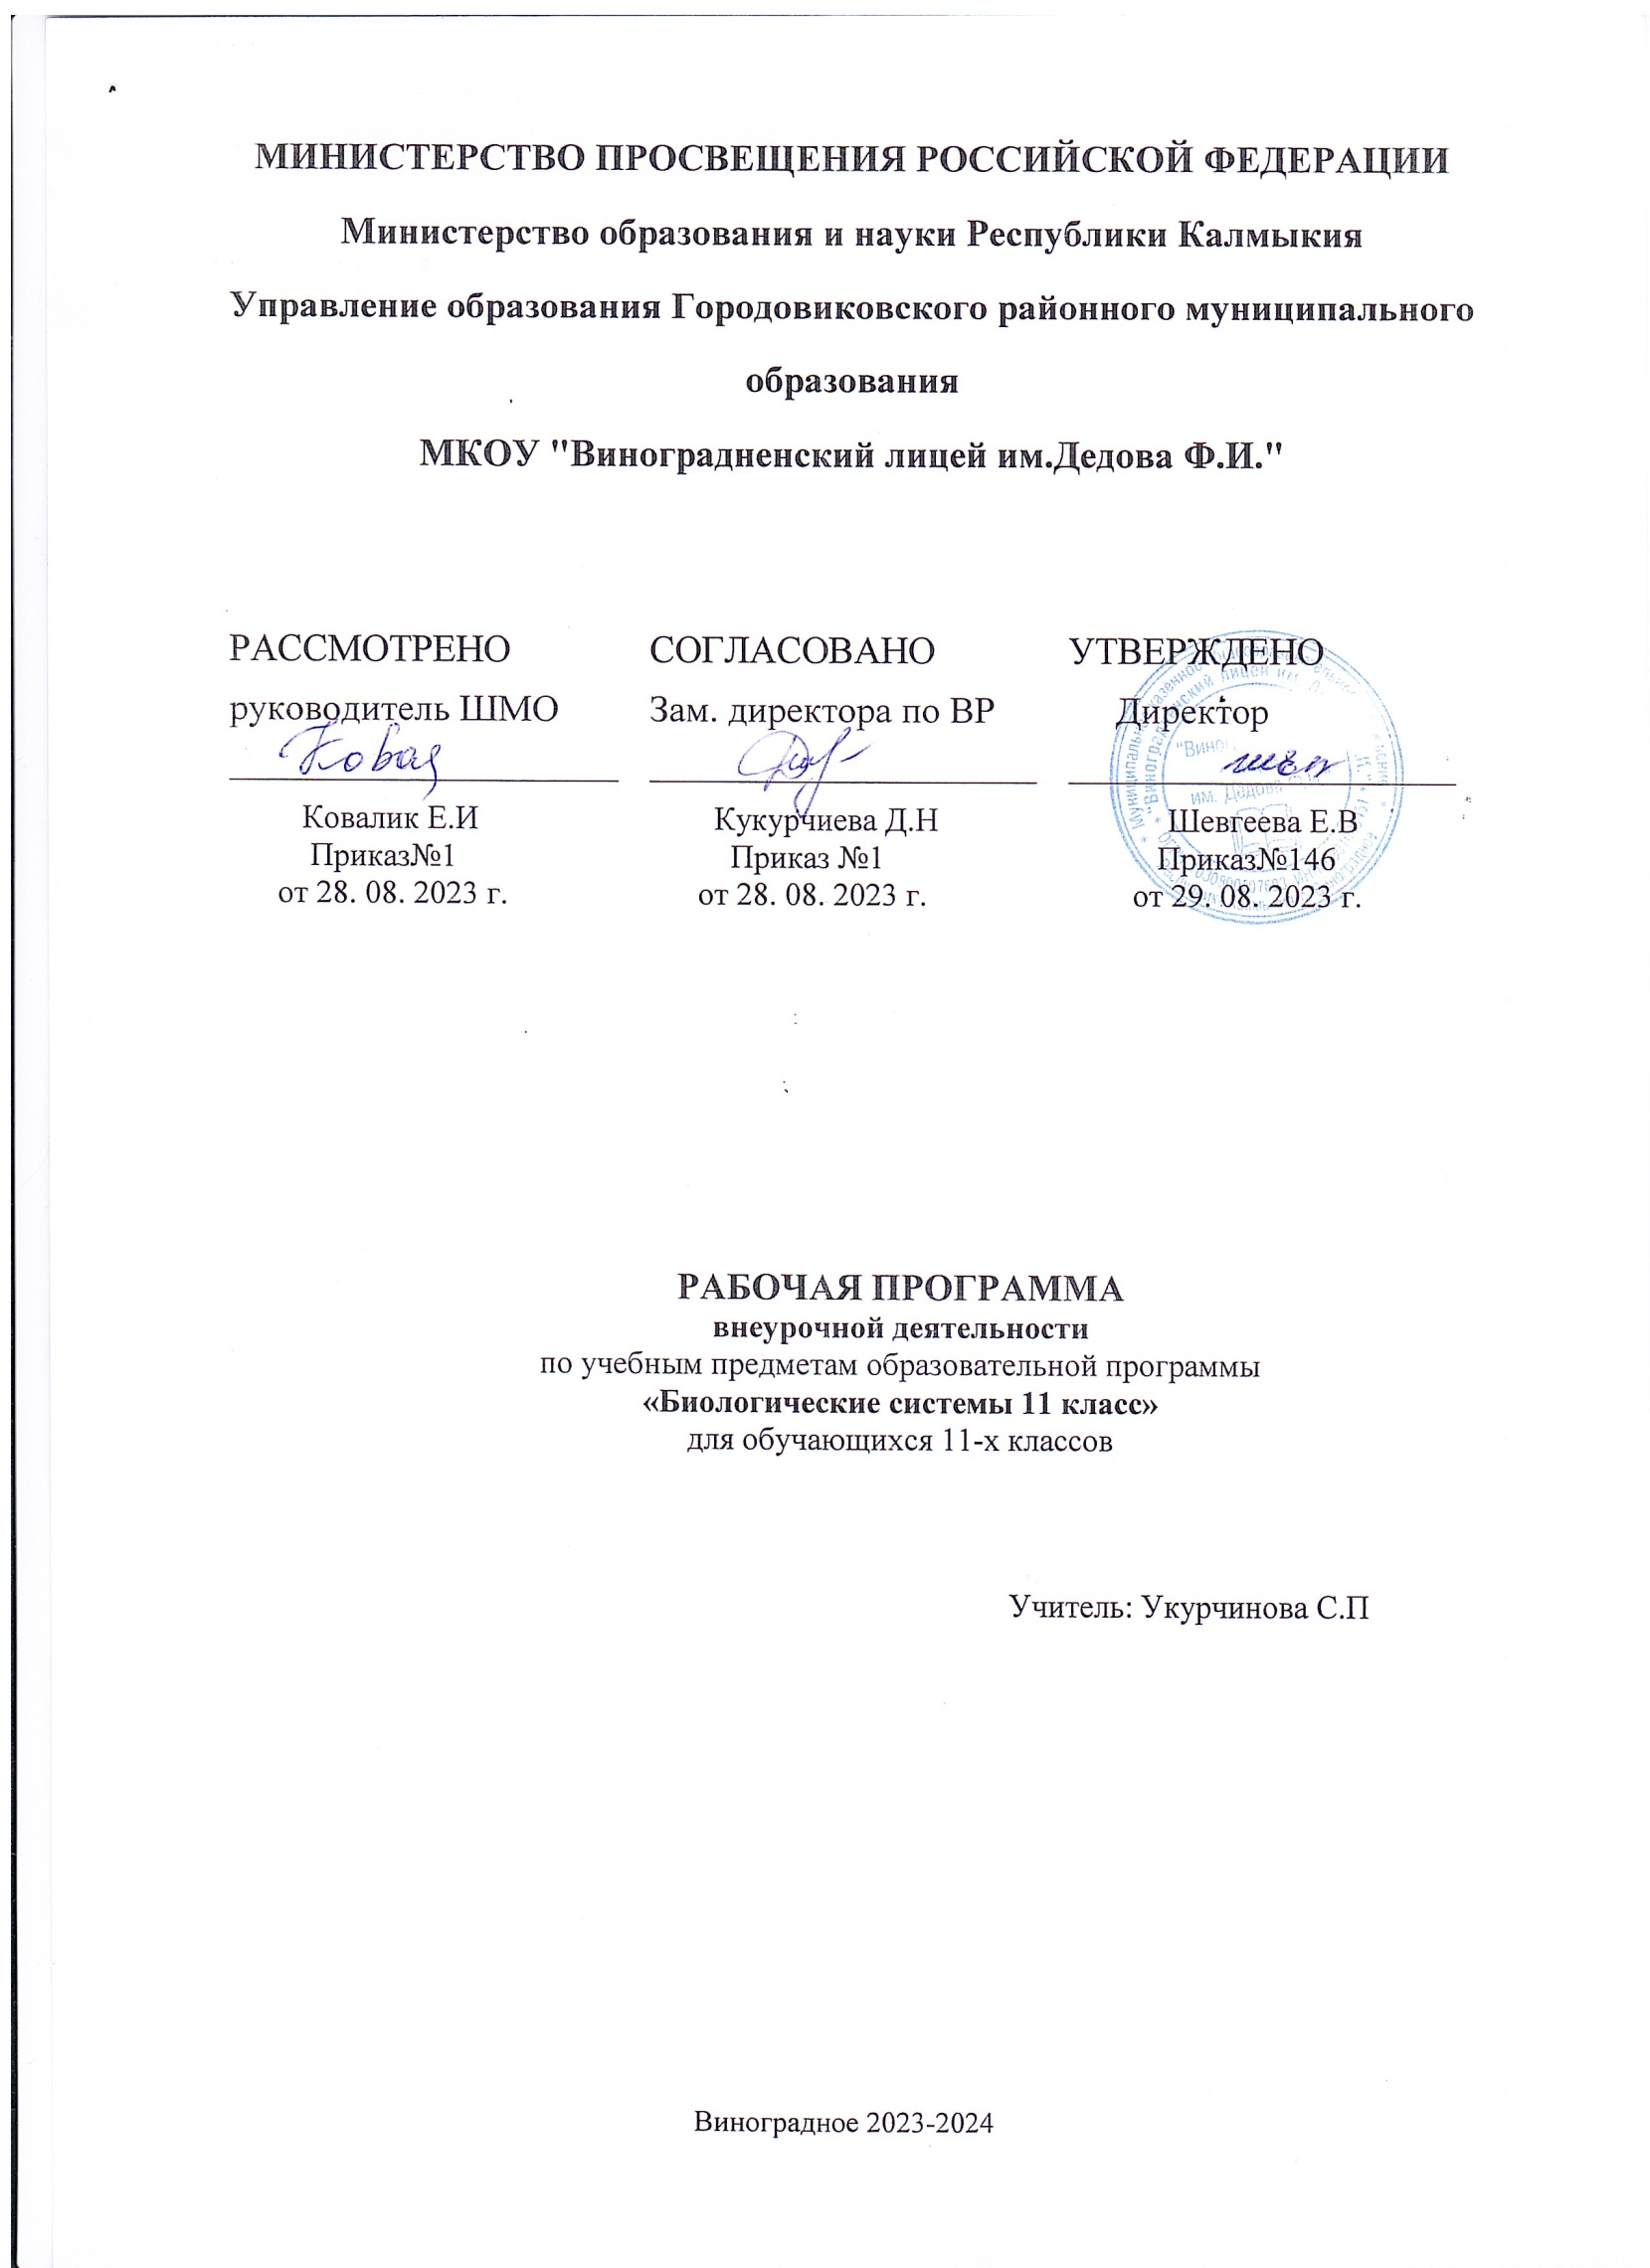 МИНИСТЕРСТВО ПРОСВЕЩЕНИЯ РОССИЙСКОЙ ФЕДЕРАЦИИ
Министерство образования и науки Республики Калмыкия
Управление образования Городовиковского районного муниципального
образования
МКОУ "Виноградненский лицей им.Дедова Ф.И."
РАССМОТРЕНО
руководитель ШМО
Ковалик Е.И
Приказ№1
от 28. 08. 2023 г.
СОГЛАСОВАНО
Зам. директора по ВР
Кукурчиева Д.Н
Приказ №1
от 28. 08. 2023 г.
УТВЕРЖДЕНО
Директор
им. Дедова
Шевгеева Е.В
Приказ№146
от 29. 08. 2023 г.
РАБОЧАЯ ПРОГРАММА
внеурочной деятельности
по учебным предметам образовательной программы
«Биологические системы 11 класс»
для обучающихся 11-х классов
Учитель: Укурчинова С.П
Виноградное 2023-2024